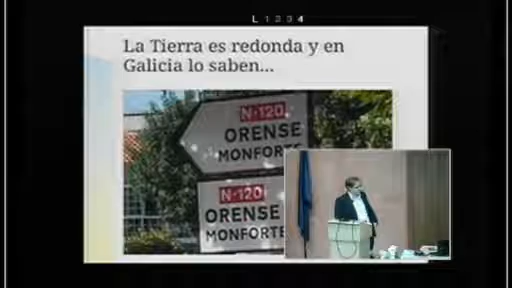 La Tierra es redonda y en
Galicia lo saben...
N-120
ORENSE
MONFORTE
N-120
ORENSE
MONFORTE